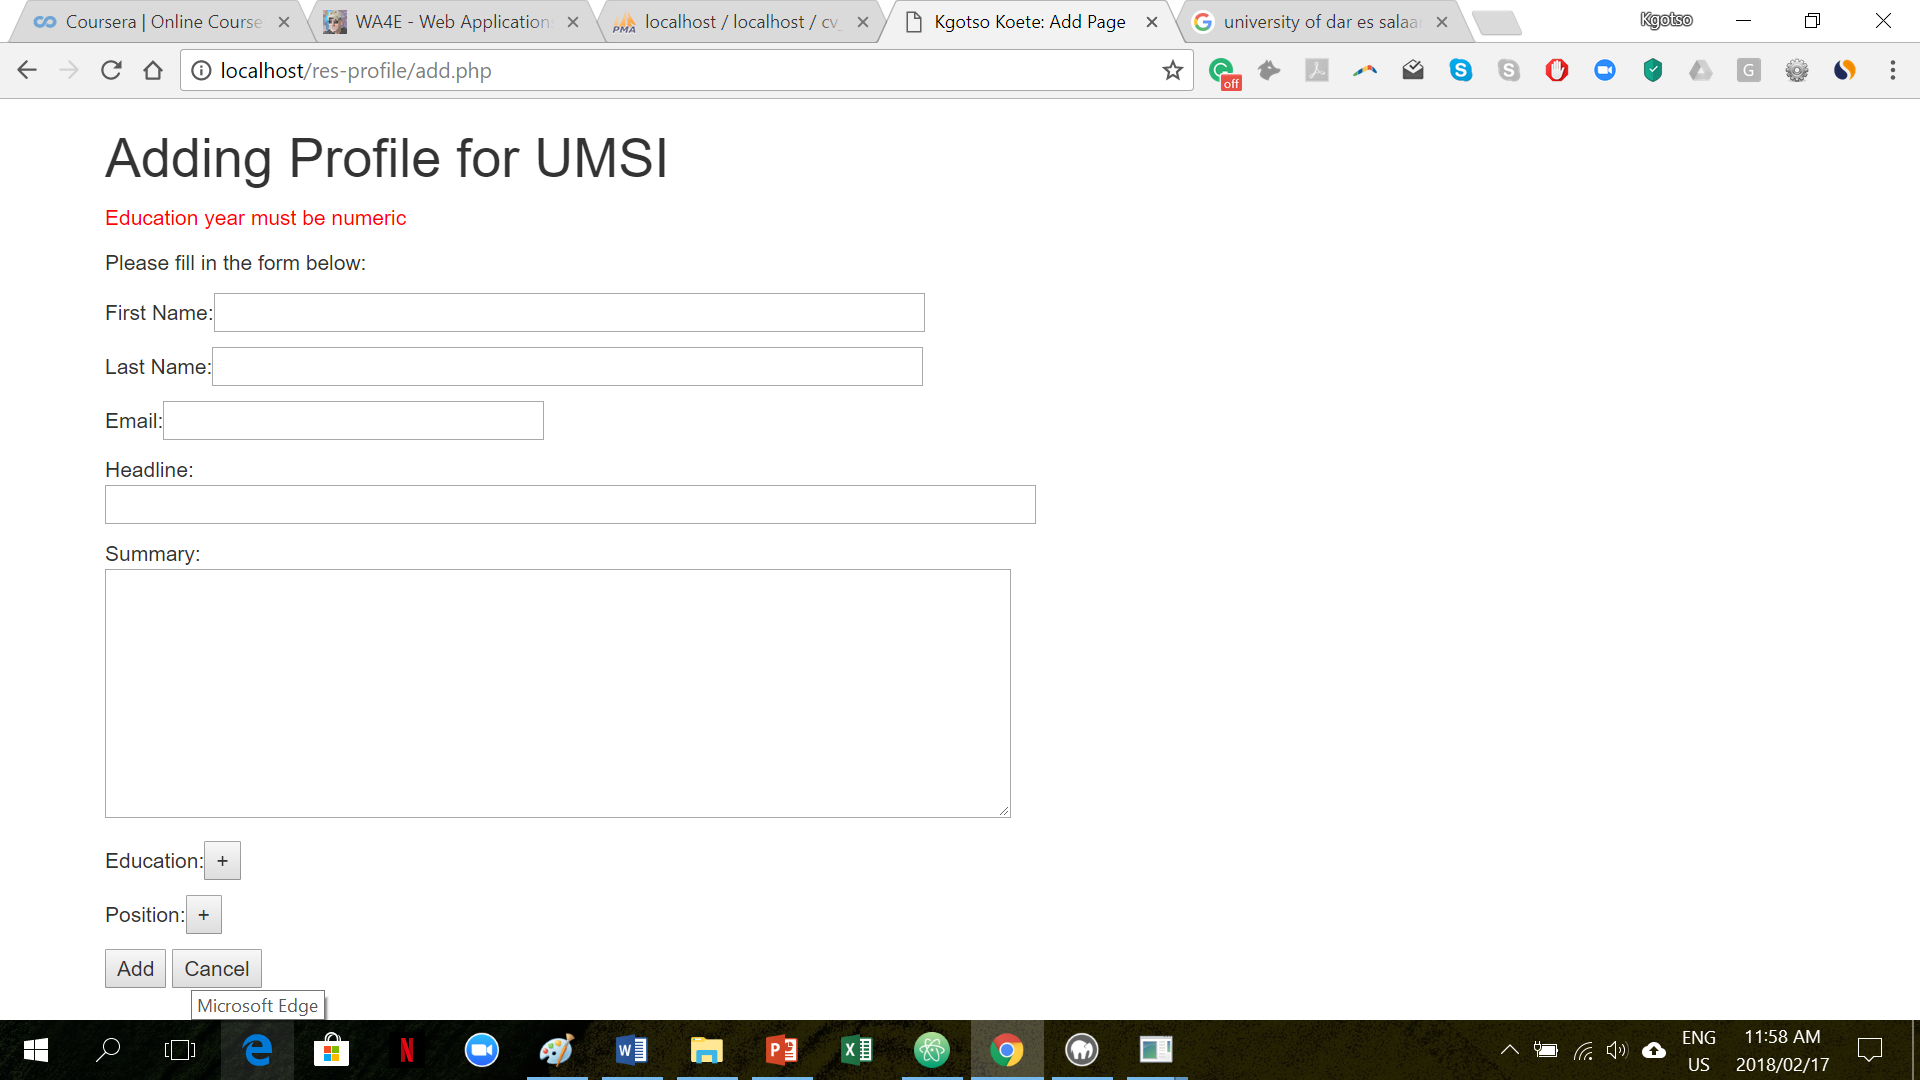 Coursera | Online Course
WA4E - Web Applications
PMA
localhost / localhost / cv_
Kgotso Koete: Add Page
university of dar es salaa
Kgotso
localhost/res-profile/add.php
off
G
Adding Profile for UMSI
Education year must be numeric
Please fill in the form below:
First Name:
Last Name:
Email:
Headline:
Summary:
Education: +
Position: +
Add Cancel
Microsoft Edge
ENG
US
11:58 AM
2018/02/17